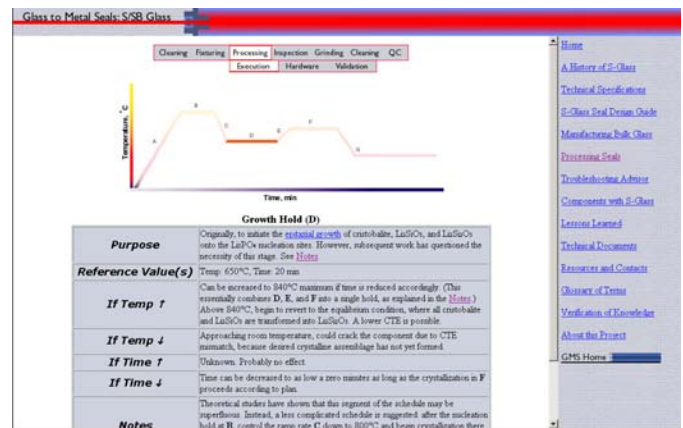 Glass to Metal Seals: S/SB Glass
Cleaning Fixturing Processing Inspection Grinding Cleaning QC
Execution Hardware Validation
Temperature, °C
A
B
C
D
E
F
G
Time, min
Growth Hold (D)
Purpose
Originally, to initiate the epitaxial growth of cristobalite, Li₂SiO₃, and Li₂Si₂O₅
onto the Li₃PO₄ nucleation sites. However, subsequent work has questioned the
necessity of this stage. See Notes
Reference Value(s)
Temp: 650°C, Time: 20 min
If Temp ↑
Can be increased to 840°C maximum if time is reduced accordingly. (This
essentially combines D, E, and F into a single hold, as explained in the Notes.)
Above 840°C, begin to revert to the equilibrium condition, where all cristobalite
and Li₂SiO₃ are transformed into Li₂Si₂O₅. A lower CTE is possible.
If Temp ↓
Approaching room temperature, could crack the component due to CTE
mismatch, because desired crystalline assemblage has not yet formed.
If Time ↑
Unknown. Probably no effect
If Time ↓
Time can be decreased to as low a zero minutes as long as the crystallization in F
proceeds according to plan.
Notes
Theoretical studies have shown that this segment of the schedule may be
superfluous. Instead, a less complicated schedule is suggested: after the nucleation
hold at B, control the ramp rate C down to 800°C and begin crystallization there
Home
A History of S-Glass
Technical Specifications
S-Glass Seal Design Guide
Manufacturing Bulk Glass
Processing Seals
Troubleshooting Advisor
Components with S-Glass
Lessons Learned
Technical Documents
Resources and Contacts
Glossary of Terms
Verification of Knowledge
About this Project
GMS Home